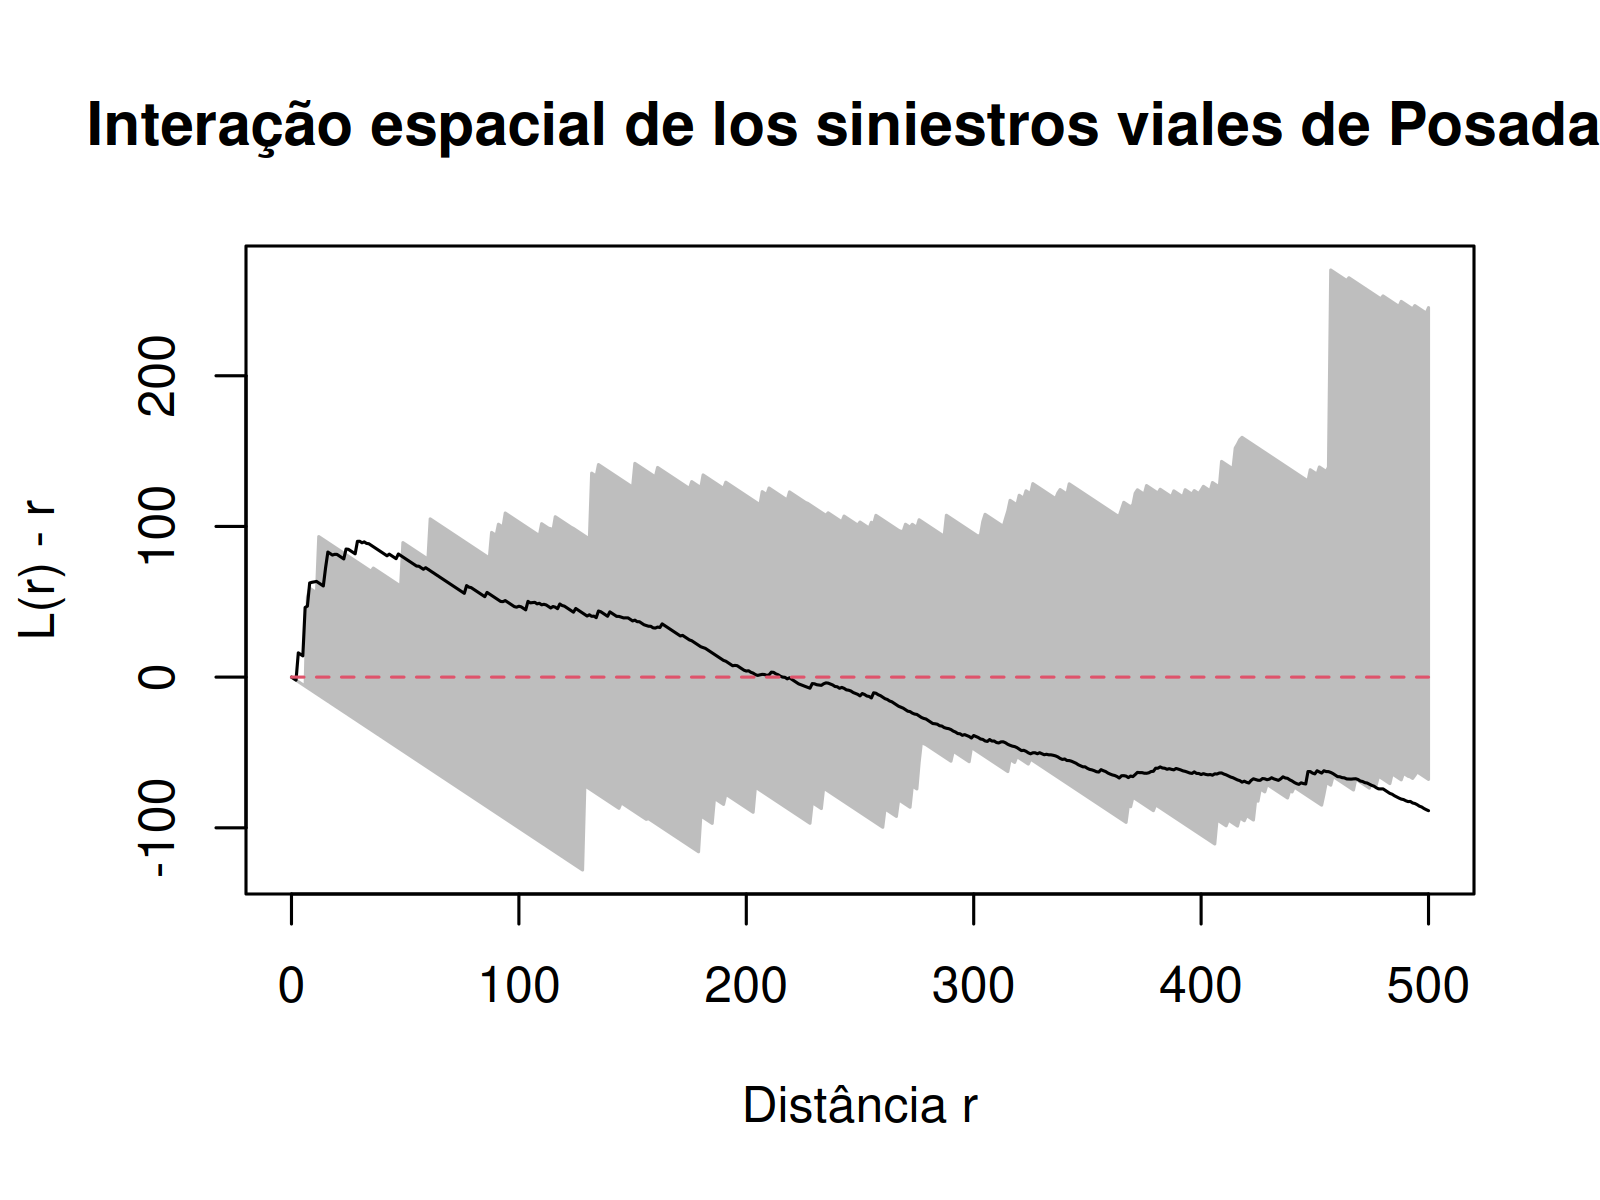 Interação espacial de los siniestros viales de Posada
L(r) - r
200
100
0
-100
0 100 200 300 400 500
Distância r